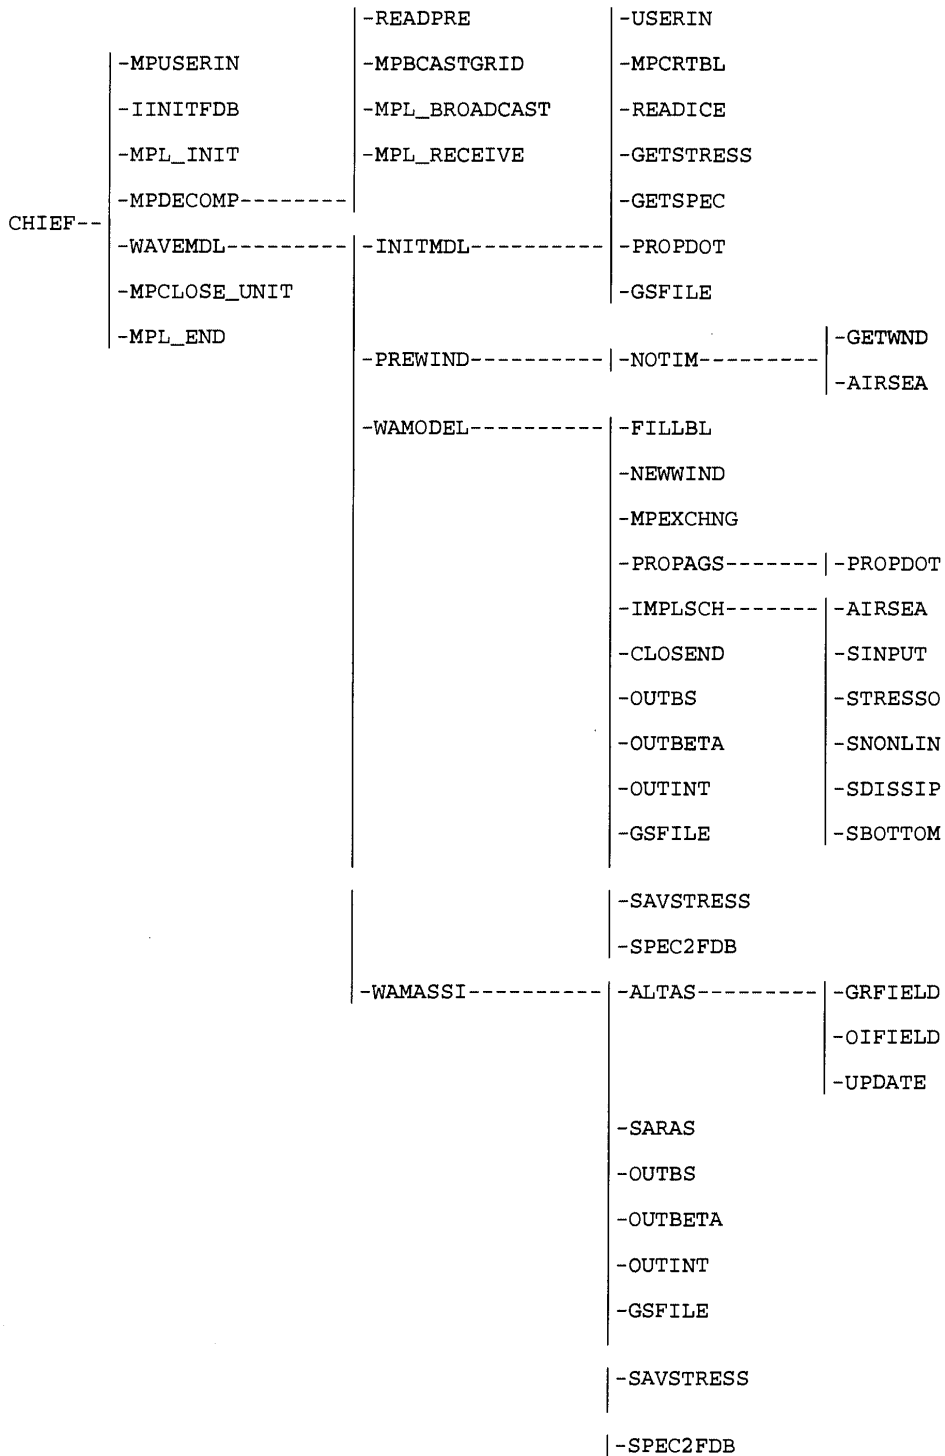 -READPRE -USERIN
-MPUSERIN -MPBCASTGRID -MPCRTBL
-IINITFDB -MPL_BROADCAST -READICE
-MPL_INIT -MPL_RECEIVE -GETSTRESS
-MPDECOMP-------- -GETSPEC
CHIEF--
-WAVEMDL--------- -INITMDL---------- -PROPDOT
-MPCLOSE_UNIT -GSFILE
-MPL_END -GETWND
-PREWIND---------- -NOTIM---------
-AIRSEA
-WAMODEL---------- -FILLBL
-NEWWIND
-MPEXCHNG
-PROPAGS------- -PROPDOT
-IMPLSCH------- -AIRSEA
-CLOSEND -SINPUT
-OUTBS -STRESSO
-OUTBETA -SNONLIN
-OUTINT -SDISSIP
-GSFILE -SBOTTOM
-SAVSTRESS
-SPEC2FDB
-WAMASSI---------- -ALTAS--------- -GRFIELD
-OIFIELD
-UPDATE
-SARAS
-OUTBS
-OUTBETA
-OUTINT
-GSFILE
-SAVSTRESS
-SPEC2FDB